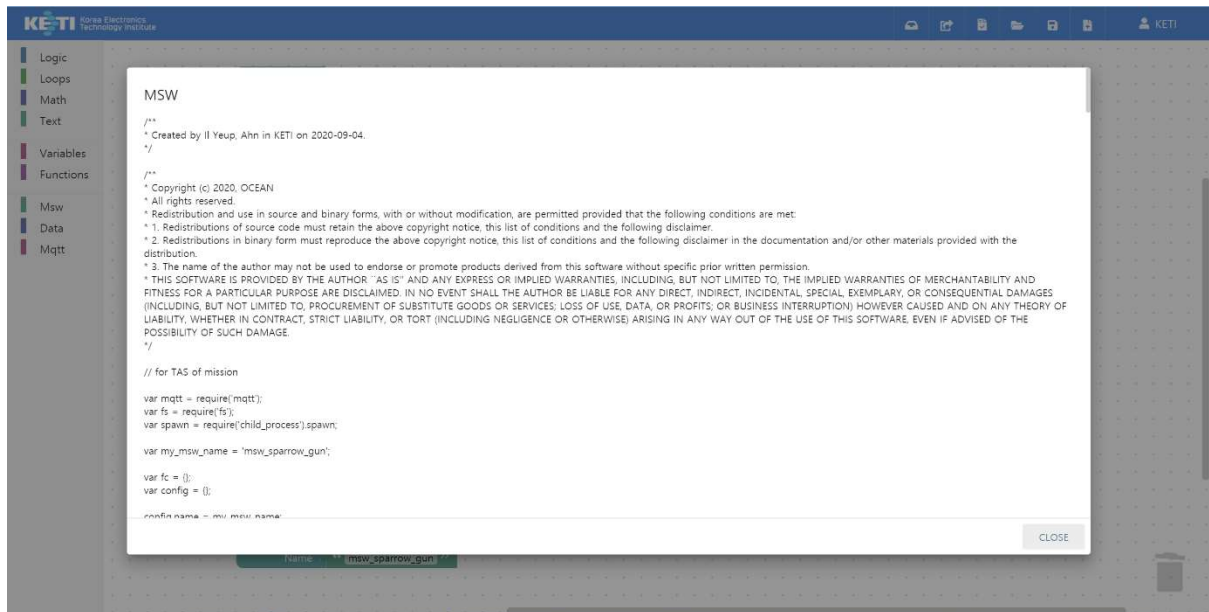 KETI Korea Electronics
Technology Institute
KETI
Logic
Loops
Math
Text
Variables
Functions
Msw
Data
Mqtt
MSW
/**
* Created by Il Yeup, Ahn in KETI on 2020-09-04.
*/
/**
* Copyright (c) 2020, OCEAN
* All rights reserved.
* Redistribution and use in source and binary forms, with or without modification, are permitted provided that the following conditions are met:
* 1. Redistributions of source code must retain the above copyright notice, this list of conditions and the following disclaimer.
* 2. Redistributions in binary form must reproduce the above copyright notice, this list of conditions and the following disclaimer in the documentation and/or other materials provided with the
distribution.
* 3. The name of the author may not be used to endorse or promote products derived from this software without specific prior written permission.
* THIS SOFTWARE IS PROVIDED BY THE AUTHOR ``AS IS'' AND ANY EXPRESS OR IMPLIED WARRANTIES, INCLUDING, BUT NOT LIMITED TO, THE IMPLIED WARRANTIES OF MERCHANTABILITY AND
FITNESS FOR A PARTICULAR PURPOSE ARE DISCLAIMED. IN NO EVENT SHALL THE AUTHOR BE LIABLE FOR ANY DIRECT, INDIRECT, INCIDENTAL, SPECIAL, EXEMPLARY, OR CONSEQUENTIAL DAMAGES
(INCLUDING, BUT NOT LIMITED TO, PROCUREMENT OF SUBSTITUTE GOODS OR SERVICES; LOSS OF USE, DATA, OR PROFITS; OR BUSINESS INTERRUPTION) HOWEVER CAUSED AND ON ANY THEORY OF
LIABILITY, WHETHER IN CONTRACT, STRICT LIABILITY, OR TORT (INCLUDING NEGLIGENCE OR OTHERWISE) ARISING IN ANY WAY OUT OF THE USE OF THIS SOFTWARE, EVEN IF ADVISED OF THE
POSSIBILITY OF SUCH DAMAGE.
*/
// for TAS of mission
var mqtt = require('mqtt');
var fs = require('fs');
var spawn = require('child_process').spawn;
var my_msw_name = 'msw_sparrow_gun';
var fc = {};
var config = {};
config.name = my_msw_name;
CLOSE
Name " msw_sparrow_gun "